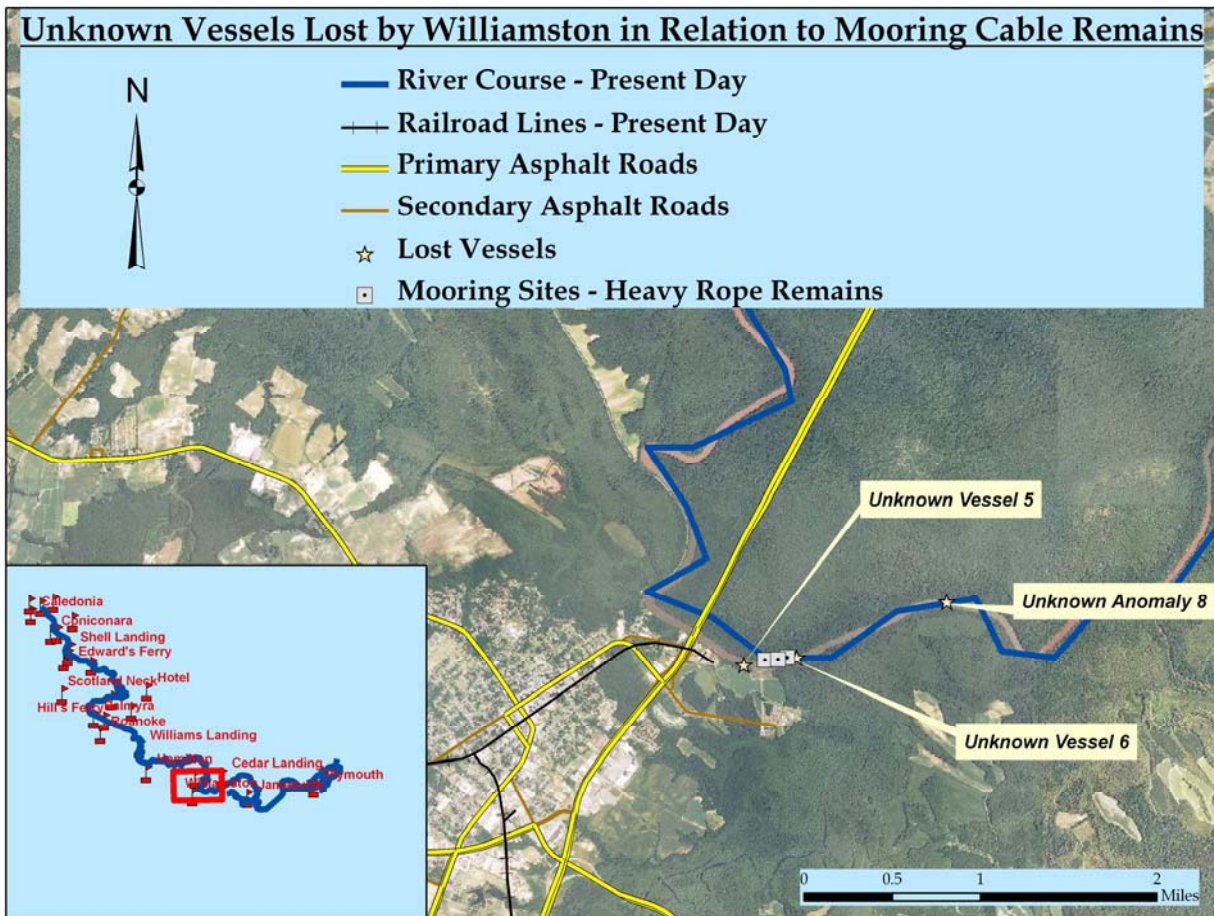 Unknown Vessels Lost by Williamston in Relation to Mooring Cable Remains
N
River Course - Present Day
Railroad Lines - Present Day
Primary Asphalt Roads
Secondary Asphalt Roads
Lost Vessels
Mooring Sites - Heavy Rope Remains
Unknown Vessel 5
Unknown Anomaly 8
Unknown Vessel 6
Caledonia
Coniconara
Shell Landing
Edward's Ferry
Scotland Neck
Hotel
Hill's Ferry
Roanoke
Williams Landing
Hamilton
Cedar Landing
Plymouth
0 0.5 1 2
Miles